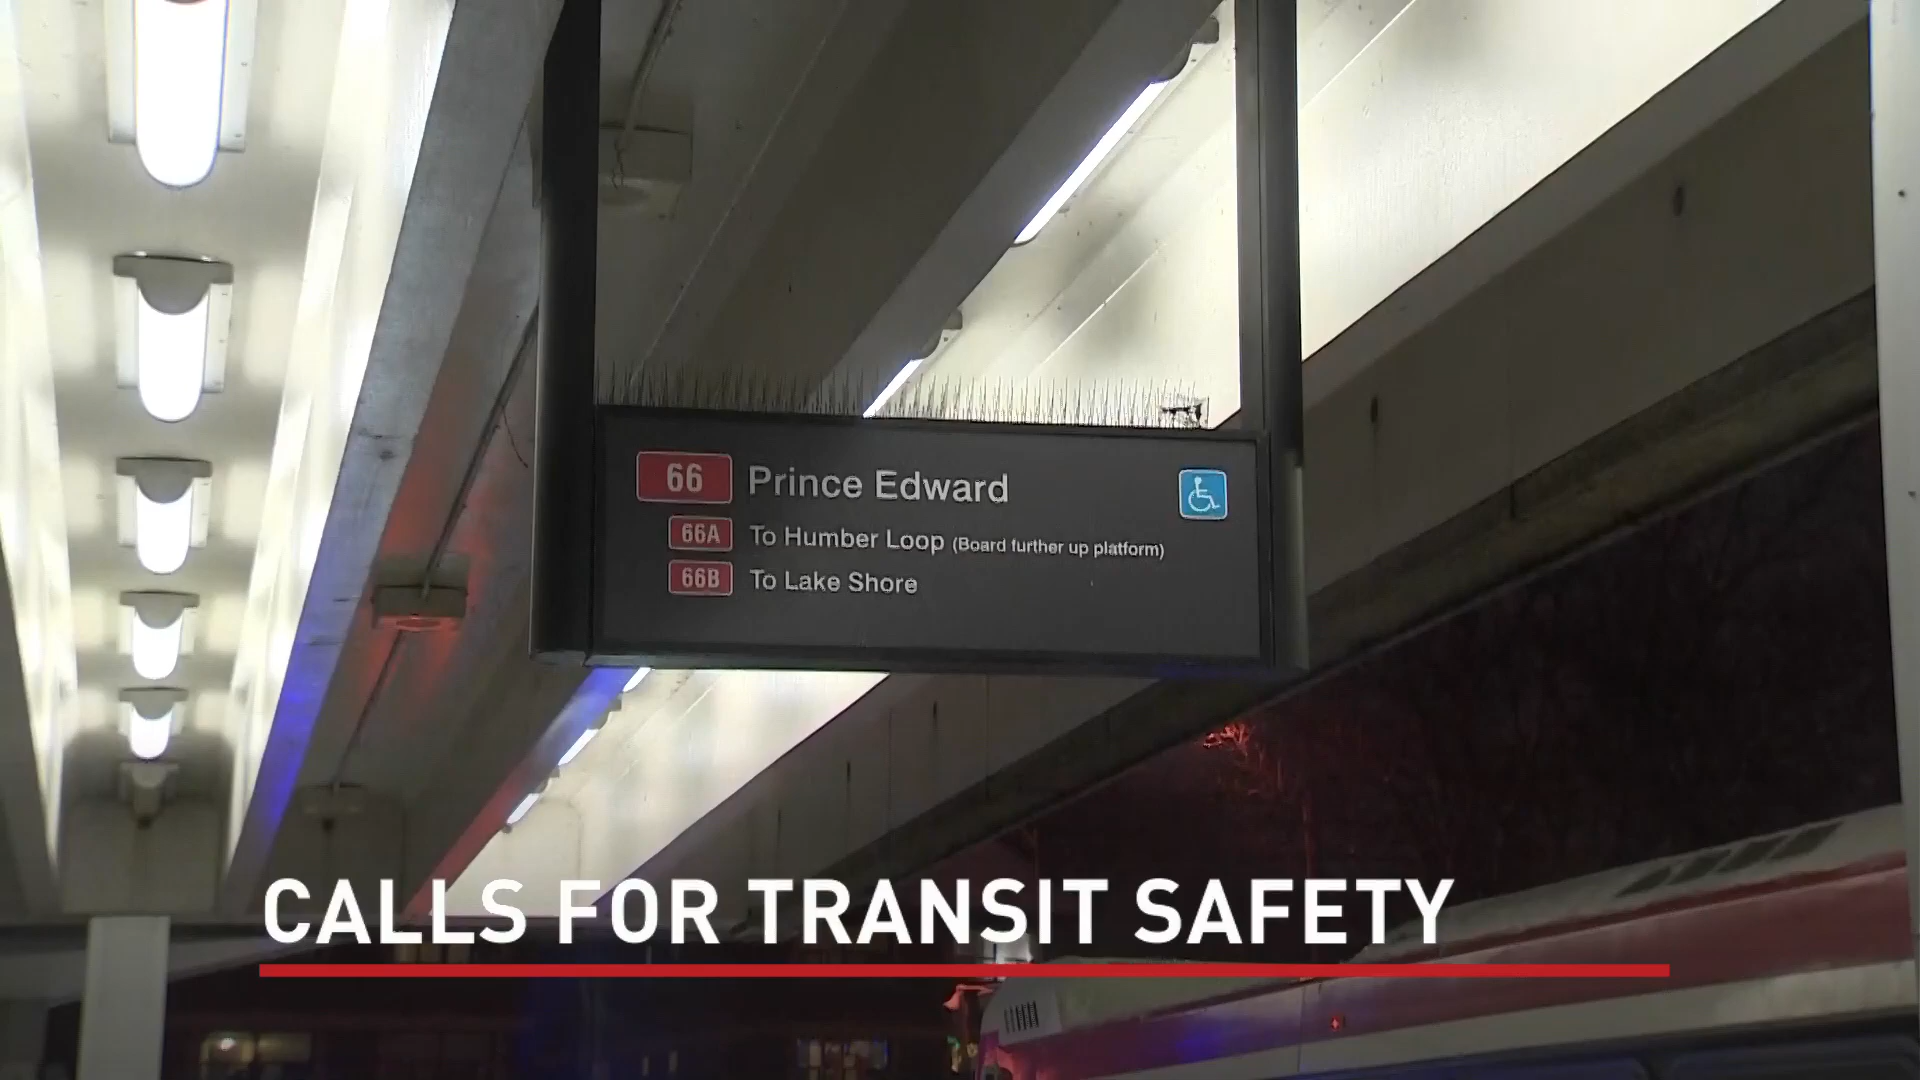 66 Prince Edward
66A To Humber Loop (Board further up platform)
66B To Lake Shore
CALLS FOR TRANSIT SAFETY